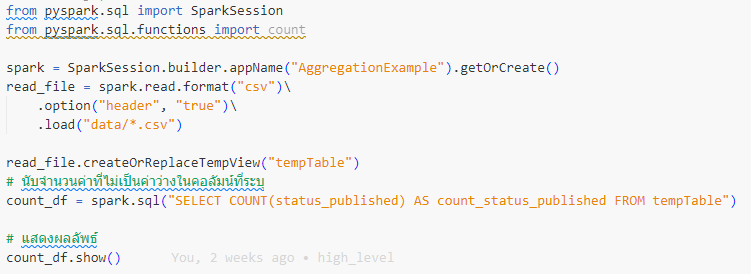 from pyspark.sql import SparkSession
from pyspark.sql.functions import count
spark = SparkSession.builder.appName("AggregationExample").getOrCreate()
read_file = spark.read.format("csv")\
    .option("header", "true")\
    .load("data/*.csv")
read_file.createOrReplaceTempView("tempTable")
# นับจำนวนค่าที่ไม่เป็นค่าว่างในคอลัมน์ที่ระบุ
count_df = spark.sql("SELECT COUNT(status_published) AS count_status_published FROM tempTable")
# แสดงผลลัพธ์
count_df.show()      You, 2 weeks ago • high_level